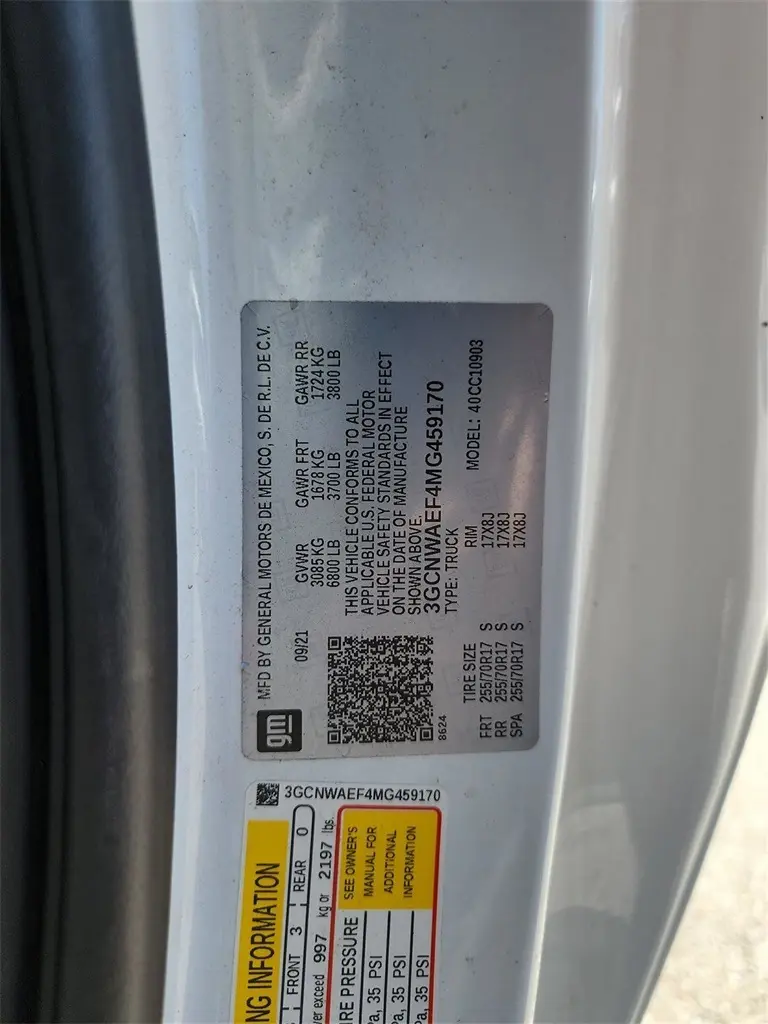 gm
MFD BY GENERAL MOTORS DE MEXICO, S. DE R.L. DE C.V.
09/21 GVWR GAWR FRT GAWR RR
3085 KG 1678 KG 1724 KG
6800 LB 3700 LB 3800 LB
THIS VEHICLE CONFORMS TO ALL
APPLICABLE U.S. FEDERAL MOTOR
VEHICLE SAFETY STANDARDS IN EFFECT
ON THE DATE OF MANUFACTURE
SHOWN ABOVE.
3GCNWAEF4MG459170
8624 TYPE: TRUCK
TIRE SIZE RIM MODEL: 40CC10903
FRT 255/70R17 S 17X8J
RR 255/70R17 S 17X8J
SPA 255/70R17 S 17X8J
3GCNWAEF4MG459170
NG INFORMATION
FRONT 3 REAR 0
ver exceed 997 kg or 2197 lbs.
IRE PRESSURE
Pa, 35 PSI
Pa, 35 PSI
Pa, 35 PSI
SEE OWNER'S
MANUAL FOR
ADDITIONAL
INFORMATION